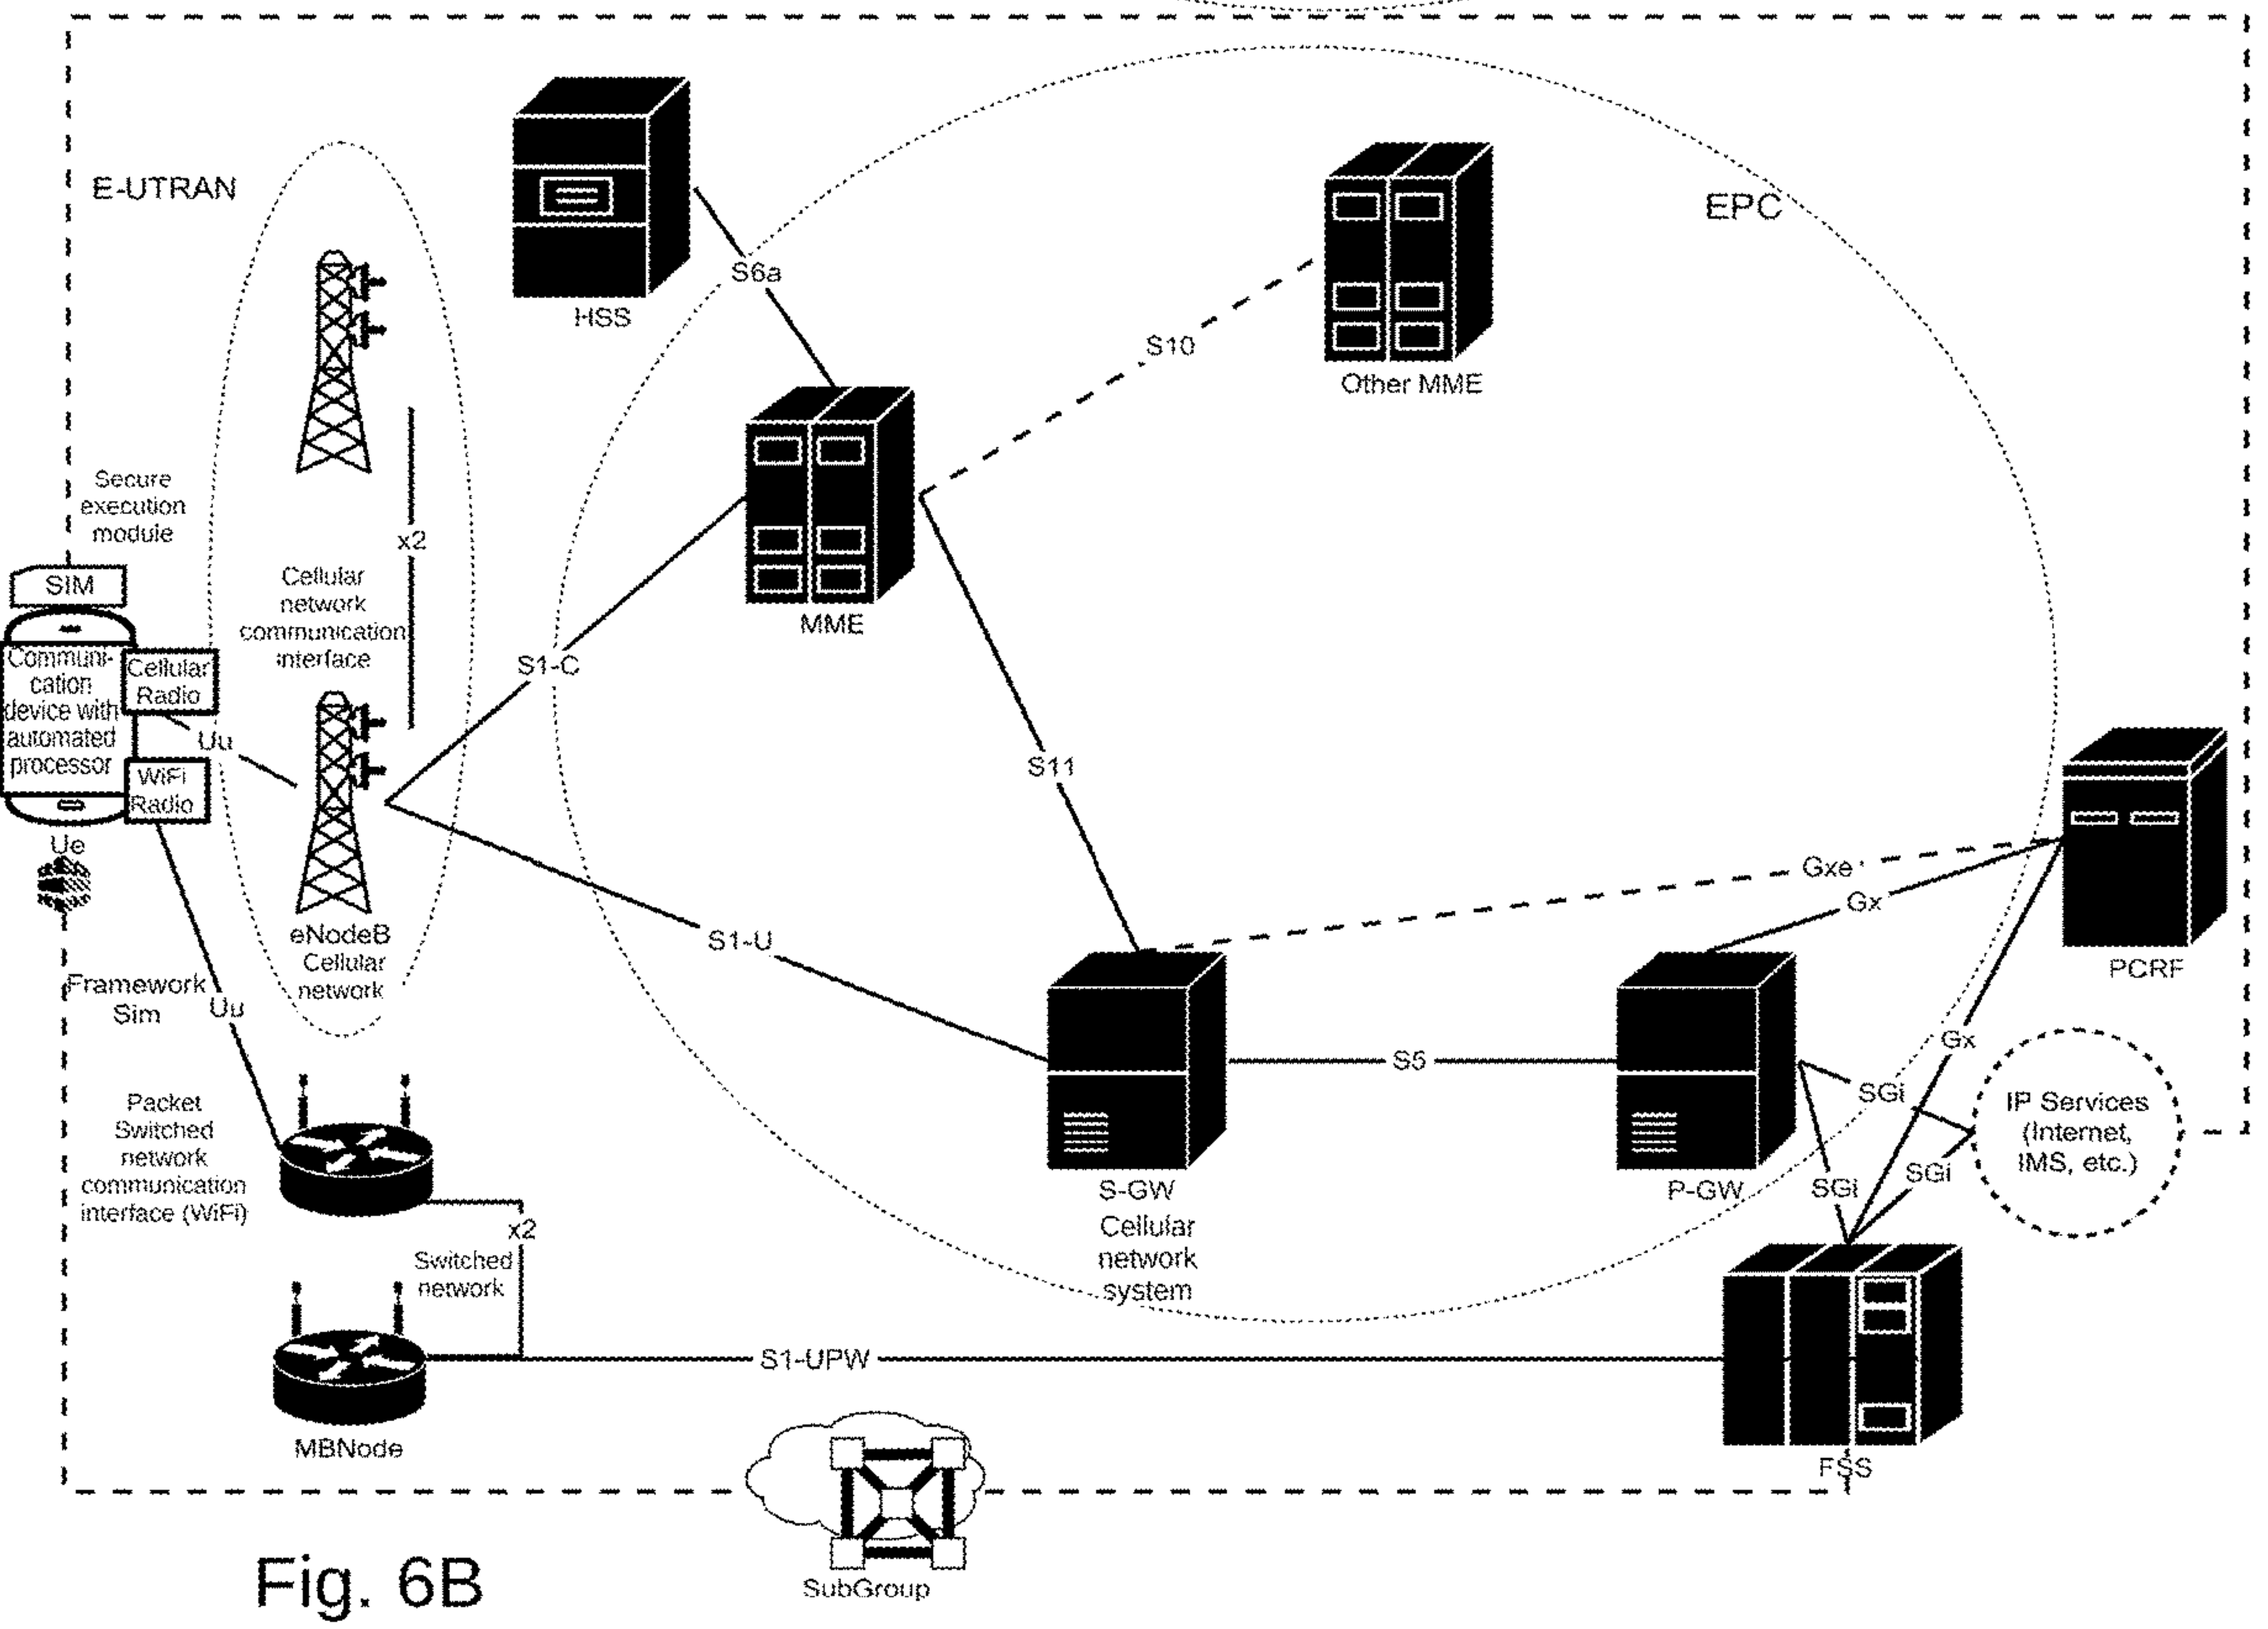 E-UTRAN
EPC
S6a
HSS
S10
Other MME
Secure
execution
module
x2
SIM
Cellular
network
communication
interface
MME
S1-C
Communi-
cation
device with
automated
processor
Cellular
Radio
Uu
WiFi
Radio
S11
Ue
Gxe'
Gx
eNodeB
Cellular
network
S1-U
PCRF
Framework
Sim
Uu
Gx
S5
SGi
IP Services
(Internet,
IMS, etc.)
Packet
Switched
network
communication
interface (WiFi)
S-GW
Cellular
network
system
P-GW
SGi
SGi
x2
Switched
network
S1-UPW
MBNode
FSS
SubGroup
Fig. 6B